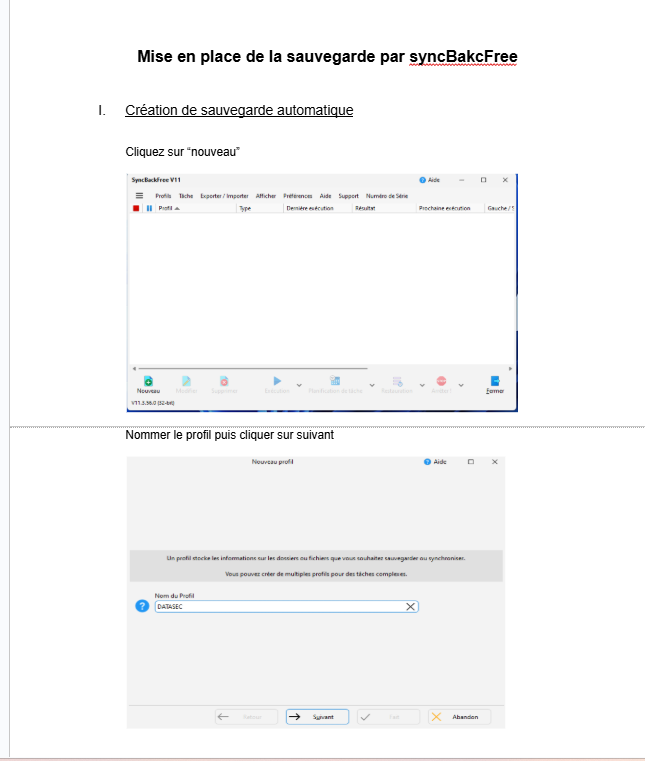 Mise en place de la sauvegarde par syncBakcFree
I. Création de sauvegarde automatique
Cliquez sur “nouveau”
SyncBackFree V11
Aide
Profils Tâche Exporter / Importer Afficher Préférences Aide Support Numéro de Série
Profil Type Dernière exécution Résultat Prochaine exécution Gauche / S
Nouveau Modifier Supprimer Exécution Planification de tâche Restauration Arrêter Fermer
V11.3.56.0 (32-bit)
Nommer le profil puis cliquer sur suivant
Nouveau profil
Aide
Un profil stocke les informations sur les dossiers ou fichiers que vous souhaitez sauvegarder ou synchroniser.
Vous pouvez créer de multiples profils pour des tâches complexes.
Nom du Profil
DATASEC
Suivant Abandon